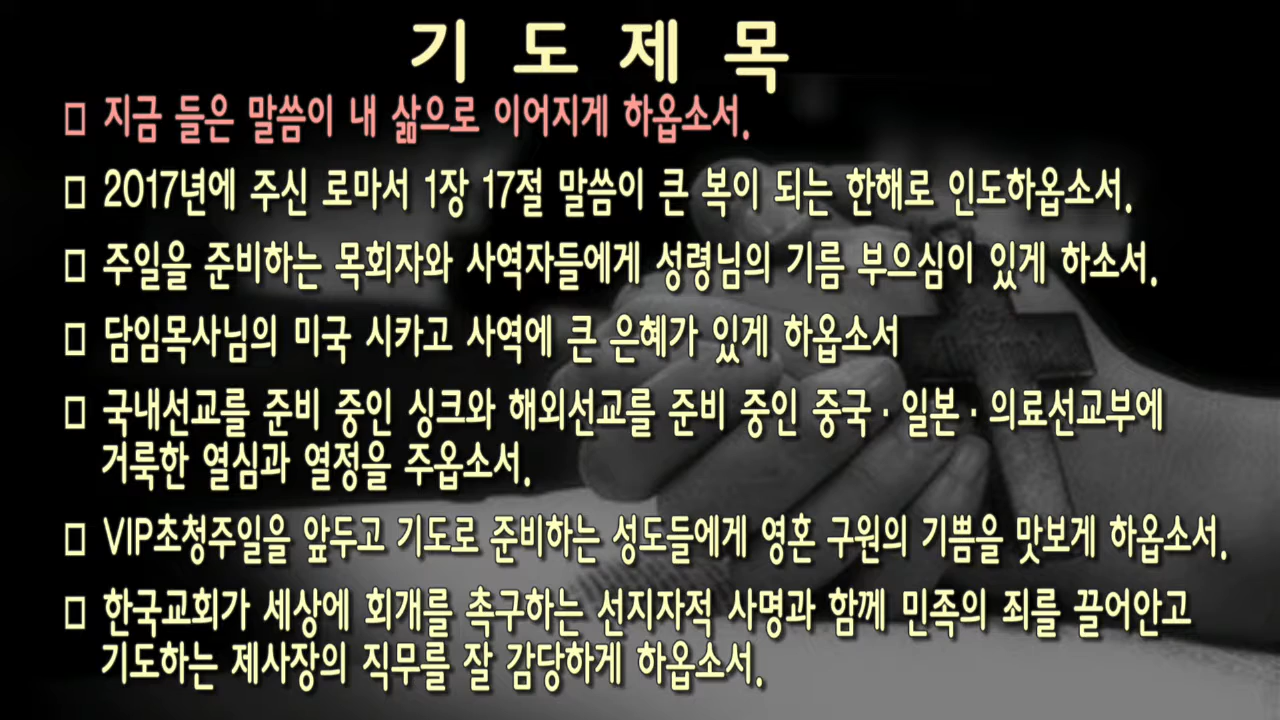 기 도 제 목
□ 지금 들은 말씀이 내 삶으로 이어지게 하옵소서.
□ 2017년에 주신 로마서 1장 17절 말씀이 큰 복이 되는 한해로 인도하옵소서.
□ 주일을 준비하는 목회자와 사역자들에게 성령님의 기름 부으심이 있게 하소서.
□ 담임목사님의 미국 시카고 사역에 큰 은혜가 있게 하옵소서
□ 국내선교를 준비 중인 싱크와 해외선교를 준비 중인 중국·일본·의료선교부에
거룩한 열심과 열정을 주옵소서.
□ VIP초청주일을 앞두고 기도로 준비하는 성도들에게 영혼 구원의 기쁨을 맛보게 하옵소서.
□ 한국교회가 세상에 회개를 촉구하는 선지자적 사명과 함께 민족의 죄를 끌어안고
기도하는 제사장의 직무를 잘 감당하게 하옵소서.